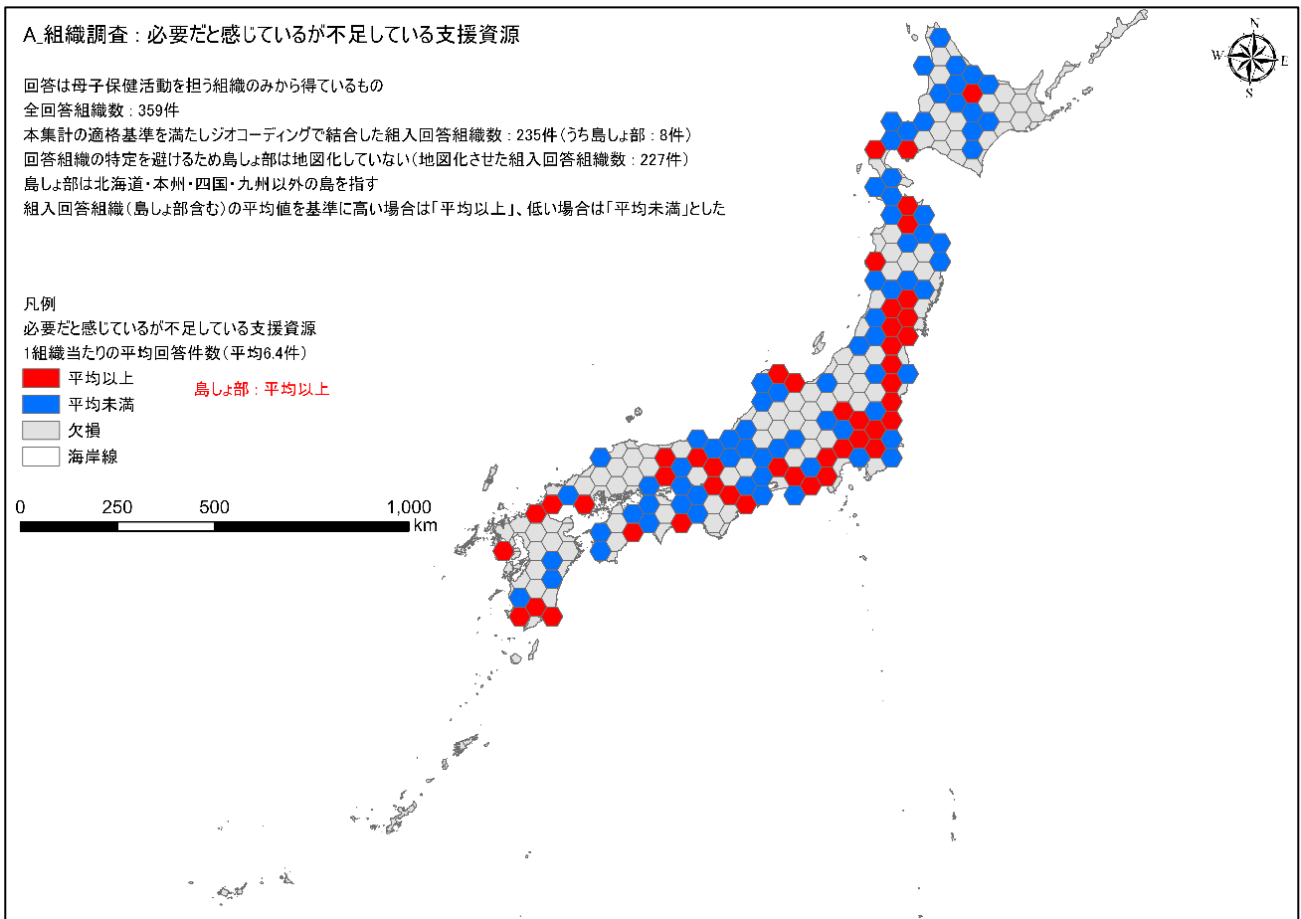 A_組織調査：必要だと感じているが不足している支援資源
回答は母子保健活動を担う組織のみから得ているもの
全回答組織数：359件
本集計の適格基準を満たしジオコーディングで結合した組入回答組織数：235件（うち島しょ部：8件）
回答組織の特定を避けるため島しょ部は地図化していない（地図化させた組入回答組織数：227件）
島しょ部は北海道・本州・四国・九州以外の島を指す
組入回答組織（島しょ部含む）の平均値を基準に高い場合は「平均以上」、低い場合は「平均未満」とした
N
W E
S
凡例
必要だと感じているが不足している支援資源
1組織当たりの平均回答件数（平均6.4件）
平均以上
島しょ部：平均以上
平均未満
欠損
海岸線
0 250 500 1,000
km